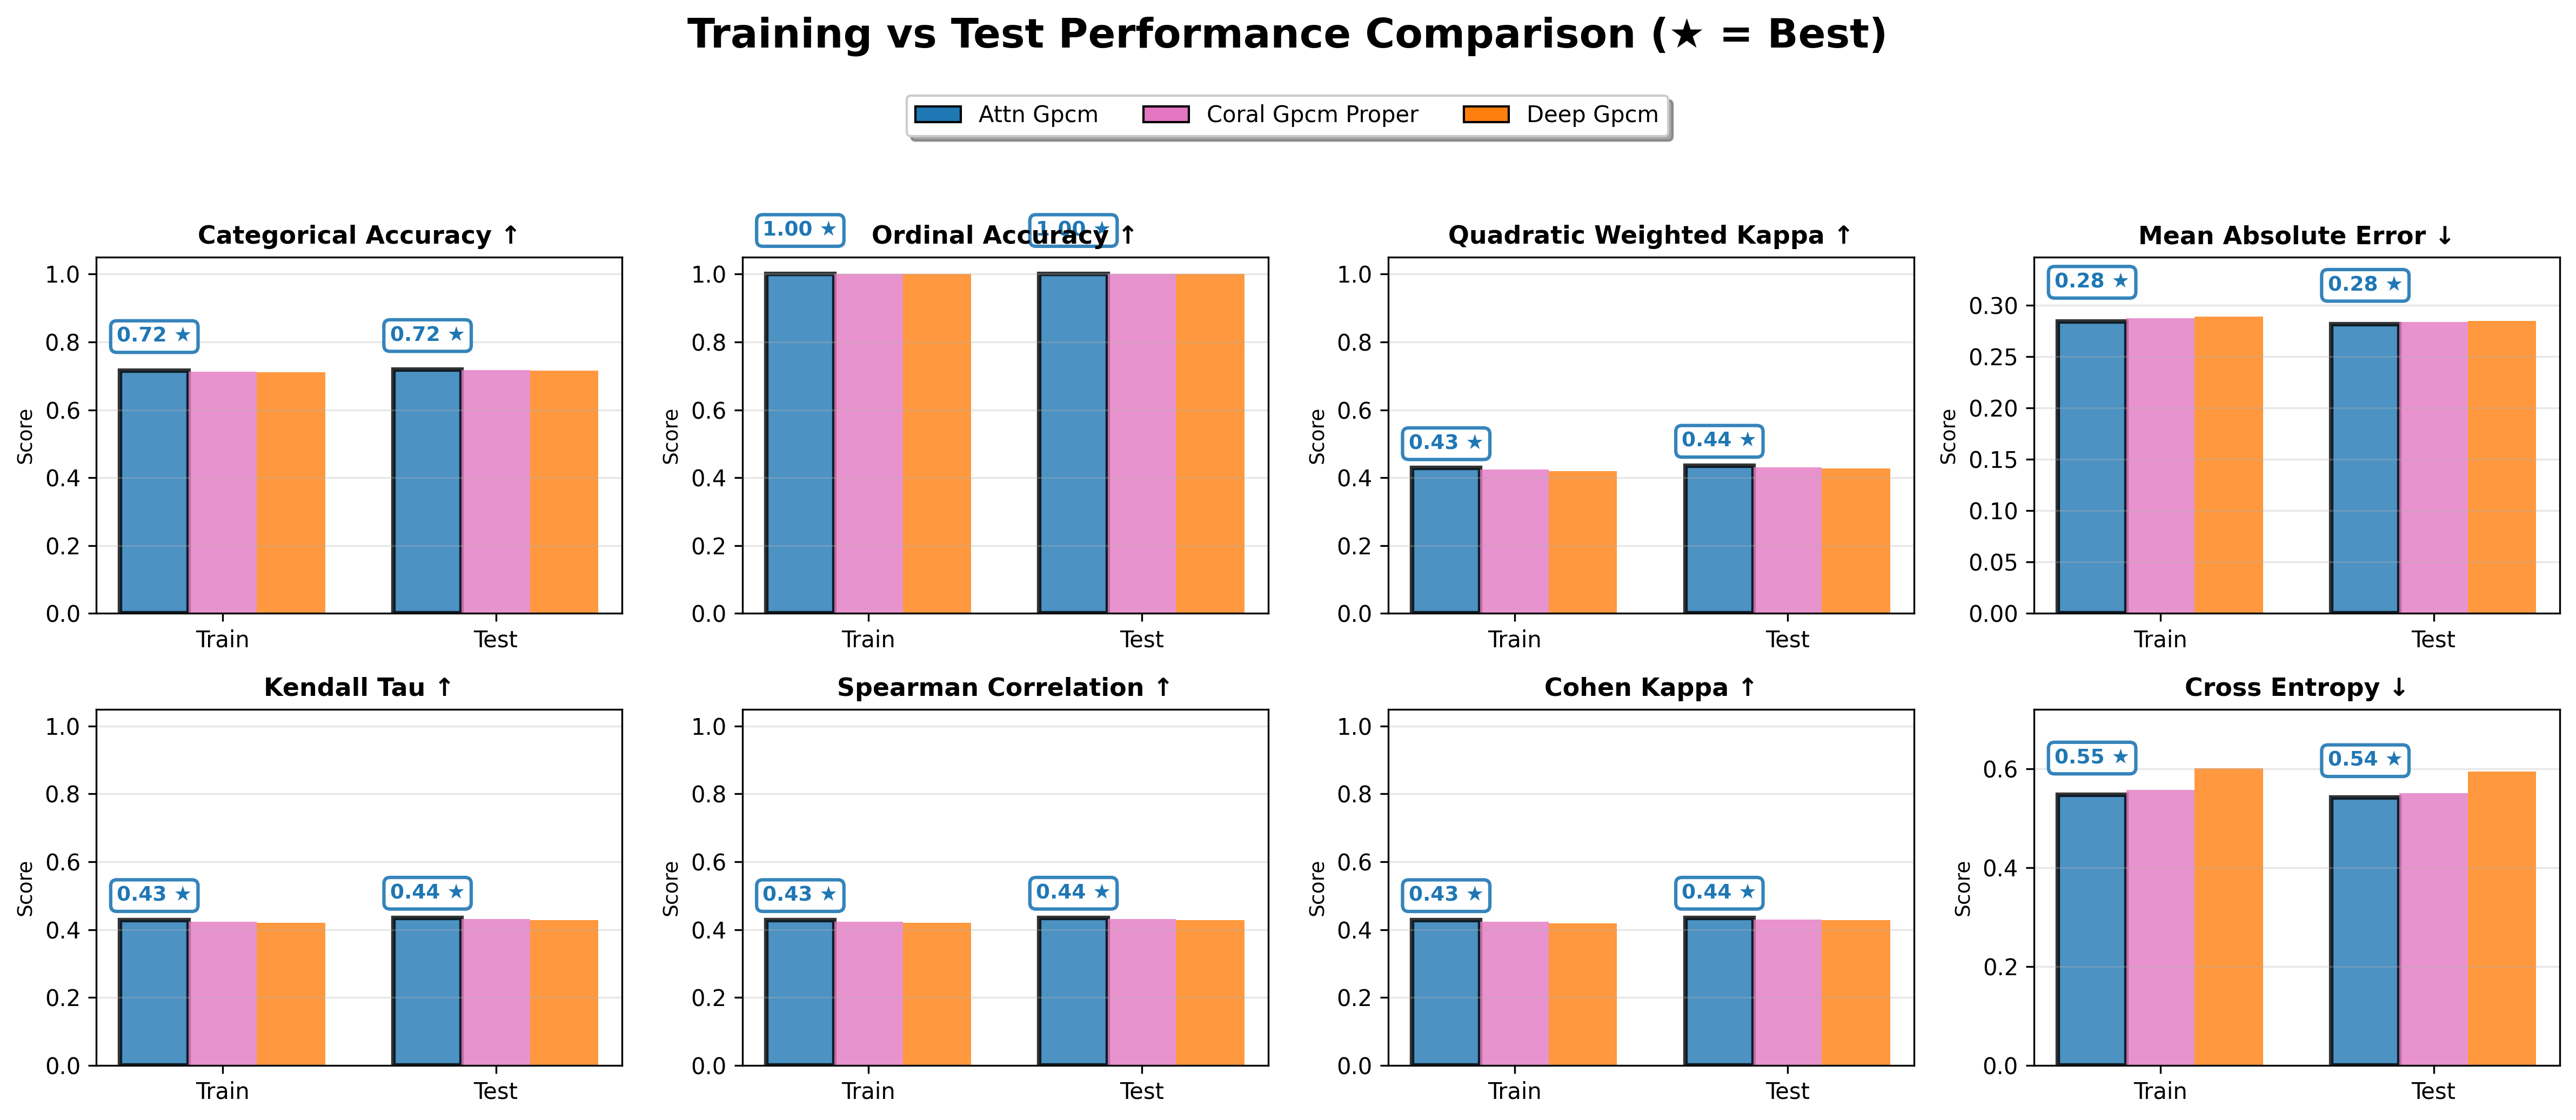 Training vs Test Performance Comparison (★ = Best)
Attn Gpcm
Coral Gpcm Proper
Deep Gpcm
Categorical Accuracy ↑
Score
1.0
0.8
0.6
0.4
0.2
0.0
0.72 ★
0.72 ★
Train
Test
Ordinal Accuracy ↑
Score
1.0
0.8
0.6
0.4
0.2
0.0
1.00 ★
1.00 ★
Train
Test
Quadratic Weighted Kappa ↑
Score
1.0
0.8
0.6
0.4
0.2
0.0
0.43 ★
0.44 ★
Train
Test
Mean Absolute Error ↓
Score
0.30
0.25
0.20
0.15
0.10
0.05
0.00
0.28 ★
0.28 ★
Train
Test
Kendall Tau ↑
Score
1.0
0.8
0.6
0.4
0.2
0.0
0.43 ★
0.44 ★
Train
Test
Spearman Correlation ↑
Score
1.0
0.8
0.6
0.4
0.2
0.0
0.43 ★
0.44 ★
Train
Test
Cohen Kappa ↑
Score
1.0
0.8
0.6
0.4
0.2
0.0
0.43 ★
0.44 ★
Train
Test
Cross Entropy ↓
Score
0.6
0.4
0.2
0.0
0.55 ★
0.54 ★
Train
Test